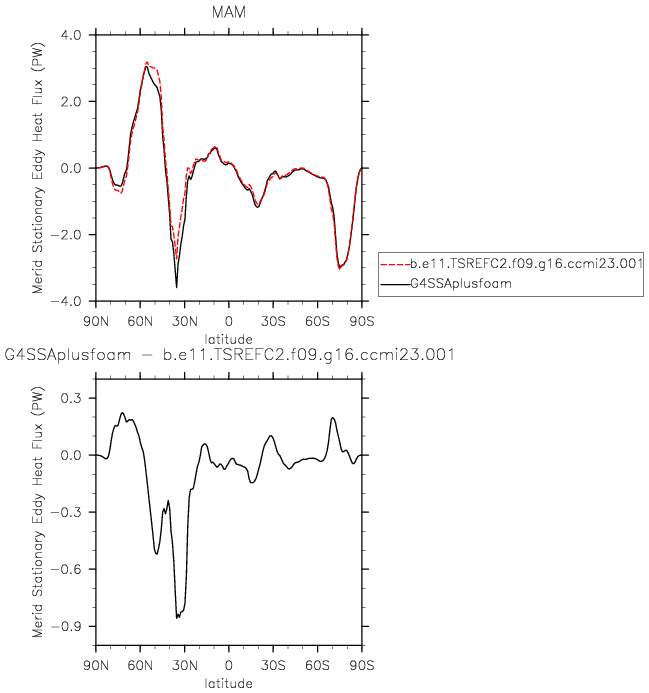 MAM
Merid Stationary Eddy Heat Flux (PW)
4.0
2.0
0.0
−2.0
−4.0
90N 60N 30N 0 30S 60S 90S
latitude
b.e11.TSREFC2.f09.g16.ccmi23.001
G4SSAplusfoam
G4SSAplusfoam − b.e11.TSREFC2.f09.g16.ccmi23.001
Merid Stationary Eddy Heat Flux (PW)
0.3
0.0
−0.3
−0.6
−0.9
90N 60N 30N 0 30S 60S 90S
latitude